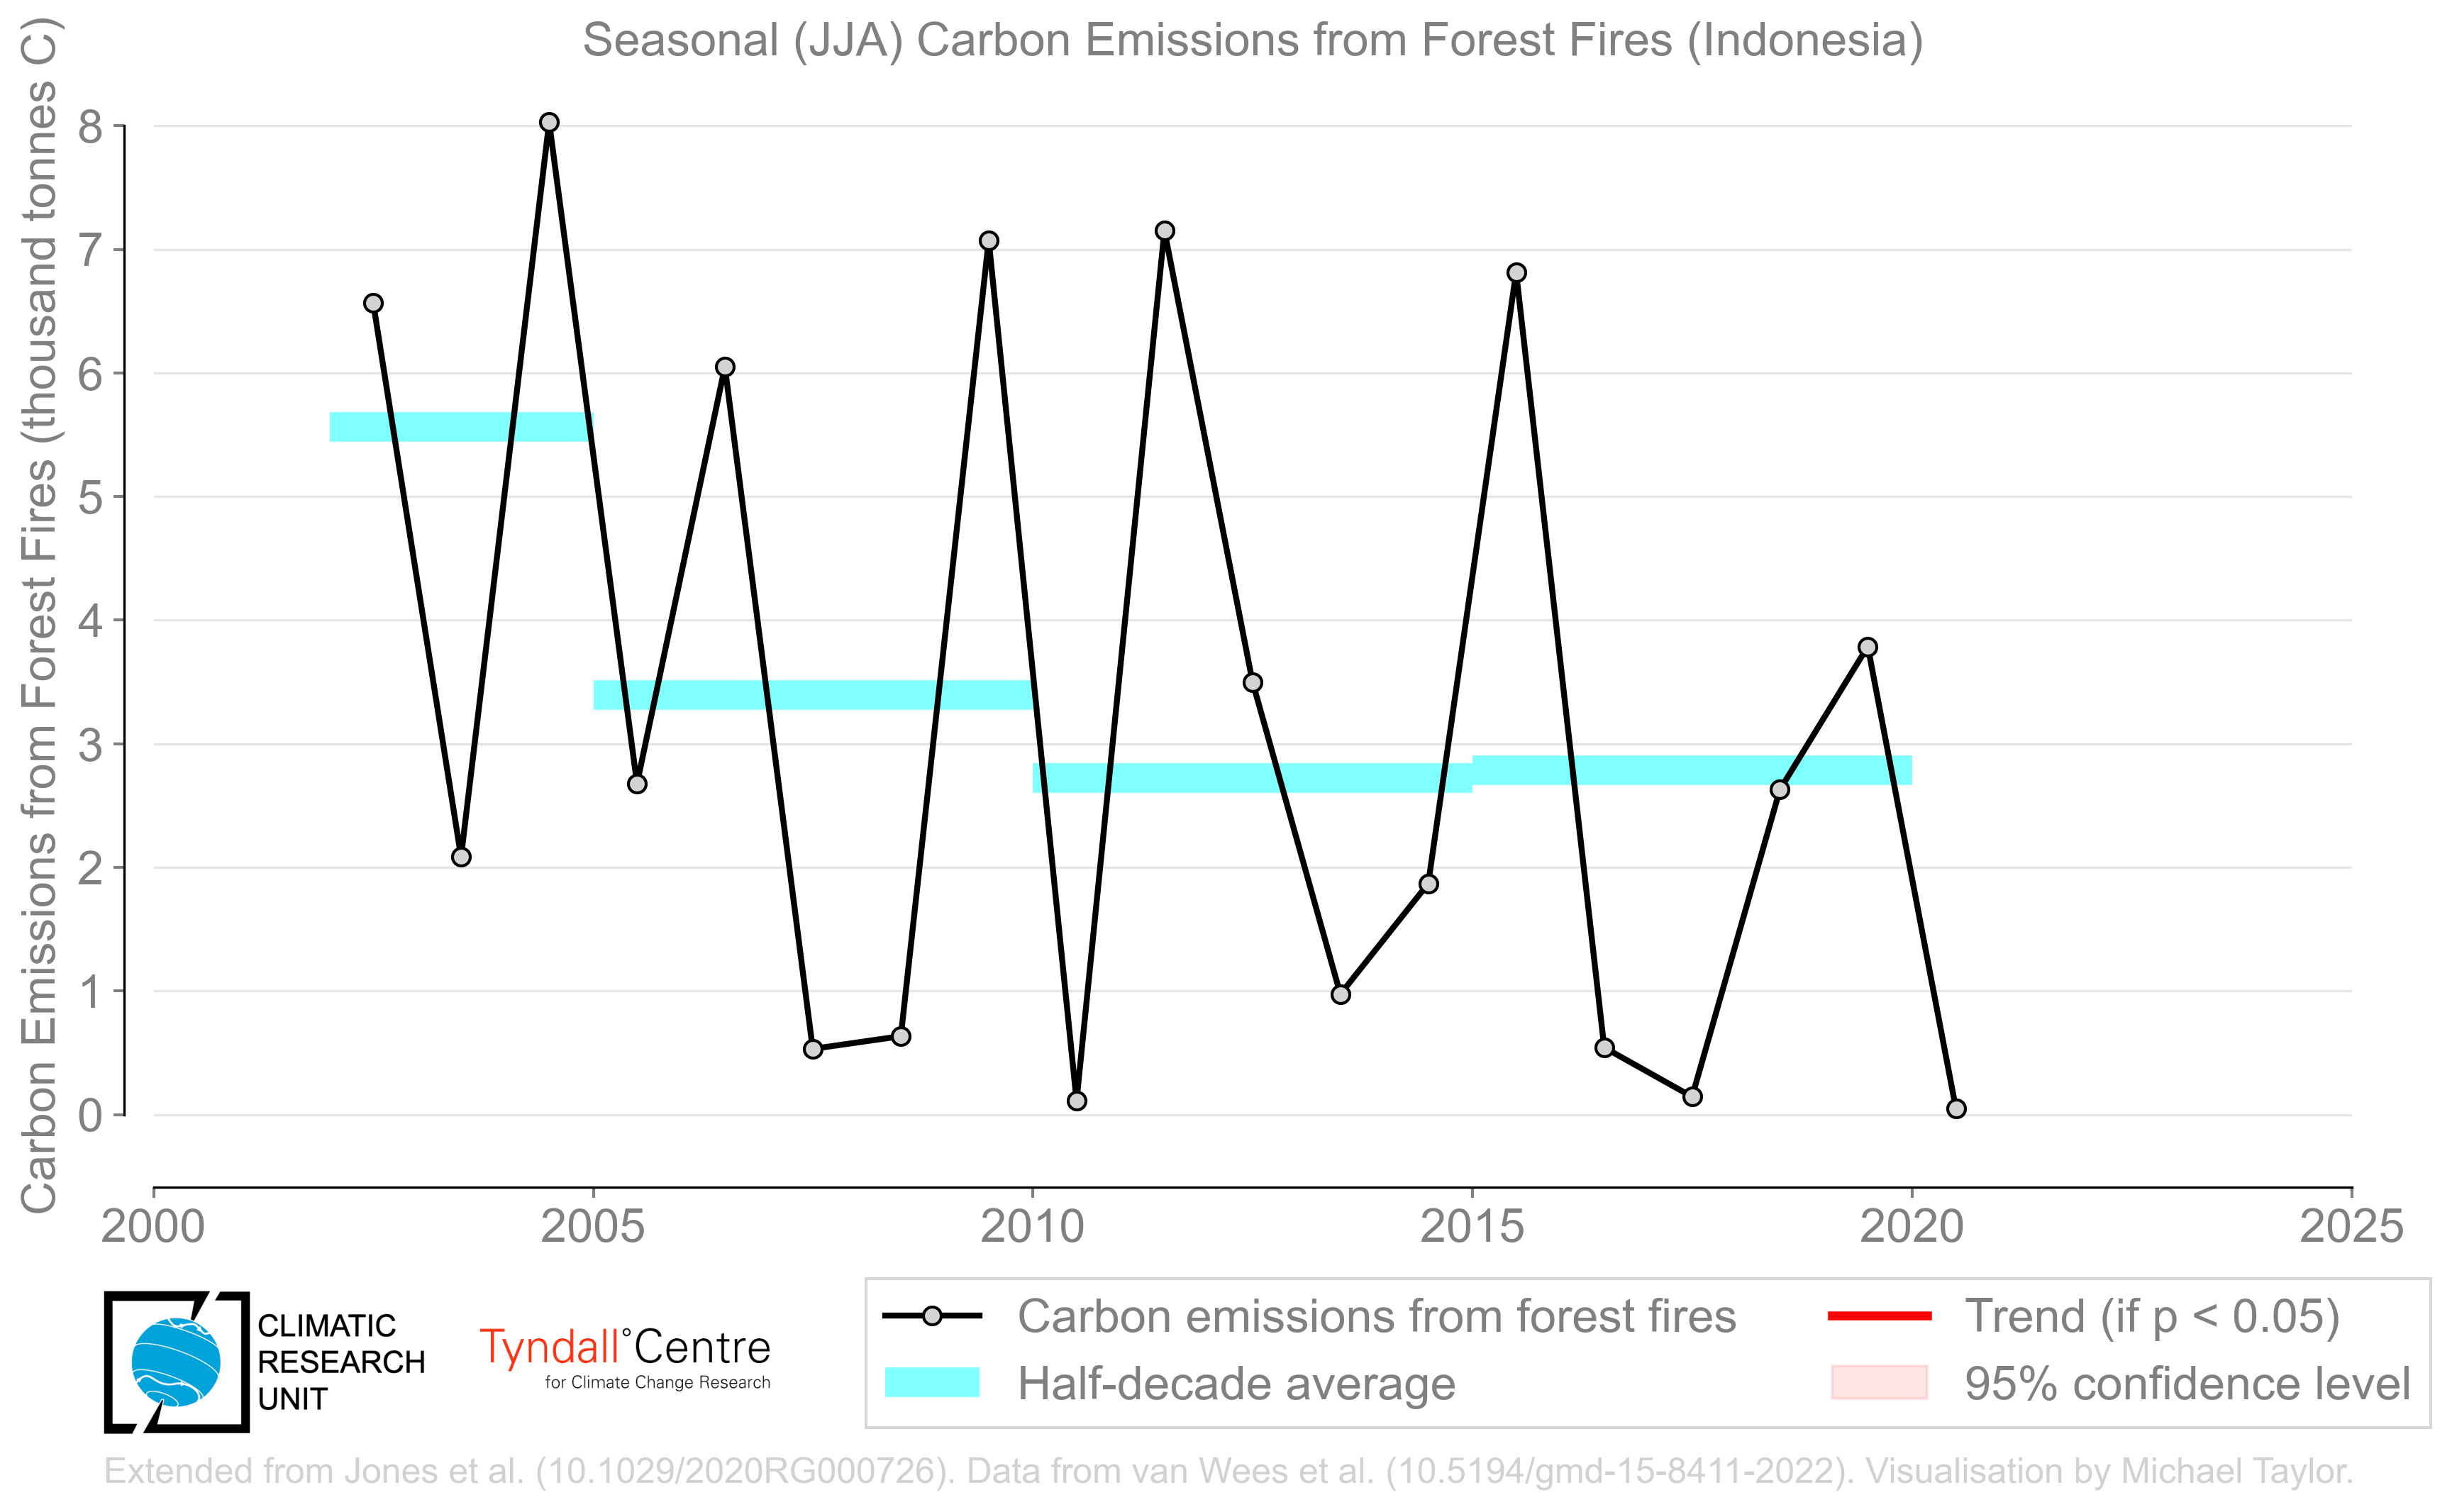 Seasonal (JJA) Carbon Emissions from Forest Fires (Indonesia)
Carbon Emissions from Forest Fires (thousand tonnes C)
8
7
6
5
4
3
2
1
0
2000 2005 2010 2015 2020 2025
CLIMATIC
RESEARCH
UNIT
Tyndall°Centre
for Climate Change Research
Carbon emissions from forest fires
Half-decade average
Trend (if p < 0.05)
95% confidence level
Extended from Jones et al. (10.1029/2020RG000726). Data from van Wees et al. (10.5194/gmd-15-8411-2022). Visualisation by Michael Taylor.